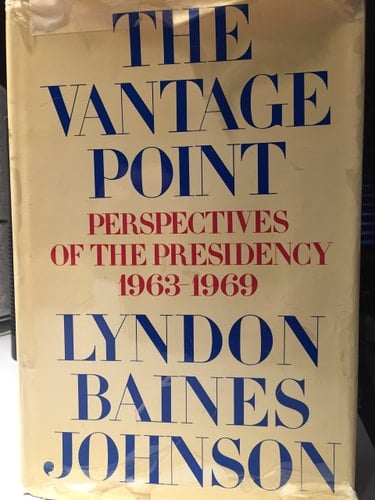 THE
VANTAGE
POINT
PERSPECTIVES
OF THE PRESIDENCY
1963-1969
LYNDON
BAINES
JOHNSON